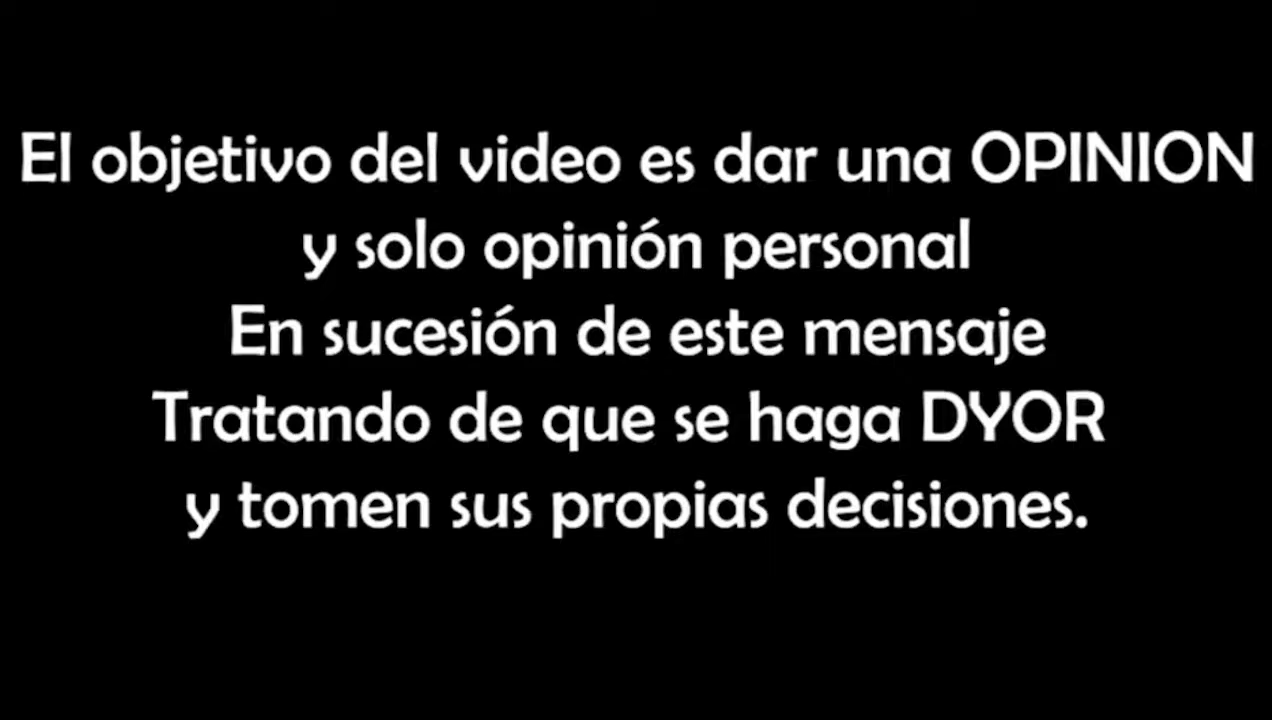 El objetivo del video es dar una OPINION
y solo opinión personal
En sucesión de este mensaje
Tratando de que se haga DYOR
y tomen sus propias decisiones.